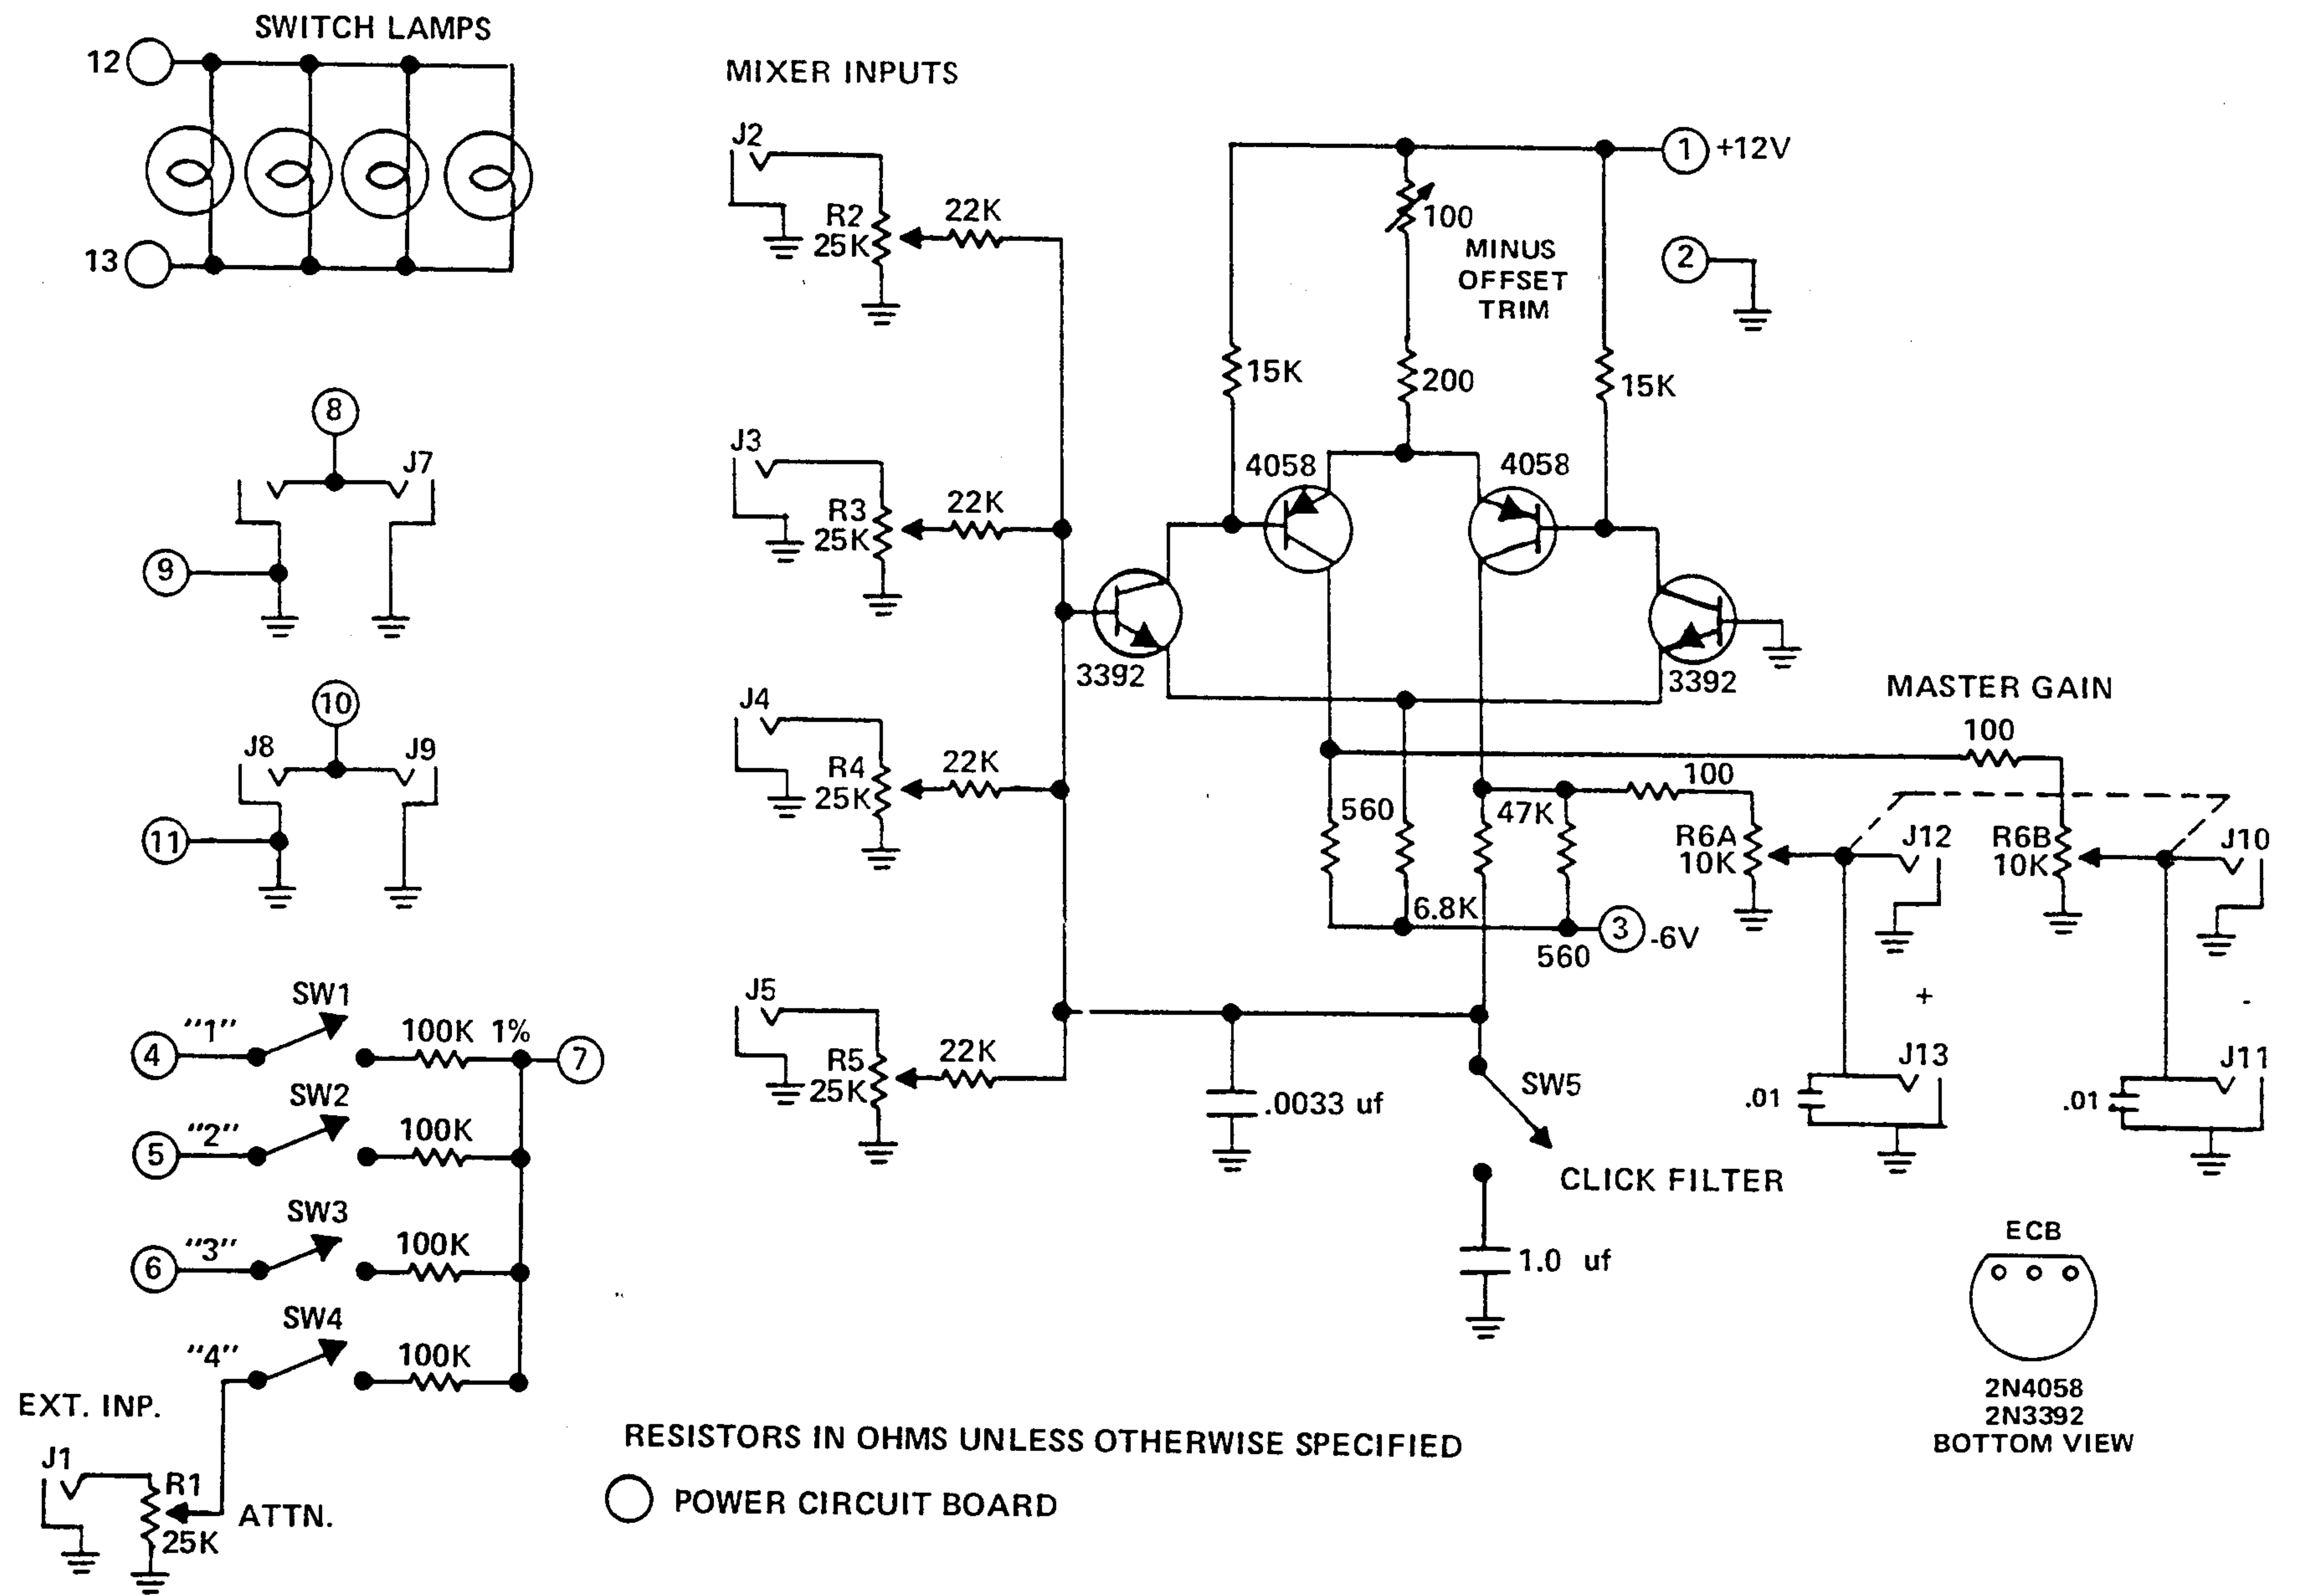 SWITCH LAMPS
12
13
8
J7
9
10
J8
J9
11
SW1
4
"1"
100K 1%
7
SW2
5
"2"
100K
SW3
6
"3"
100K
SW4
"4"
100K
EXT. INP.
J1
R1
25K
ATTN.
MIXER INPUTS
J2
R2
25K
22K
J3
R3
25K
22K
J4
R4
25K
22K
J5
R5
25K
22K
1
+12V
2
100
MINUS
OFFSET
TRIM
15K
200
15K
4058
4058
3392
3392
MASTER GAIN
100
100
560
47K
6.8K
560
3
-6V
R6A
10K
J12
R6B
10K
J10
+
-
J13
.01
J11
.01
.0033 uf
SW5
CLICK FILTER
1.0 uf
ECB
2N4058
2N3392
BOTTOM VIEW
RESISTORS IN OHMS UNLESS OTHERWISE SPECIFIED
POWER CIRCUIT BOARD